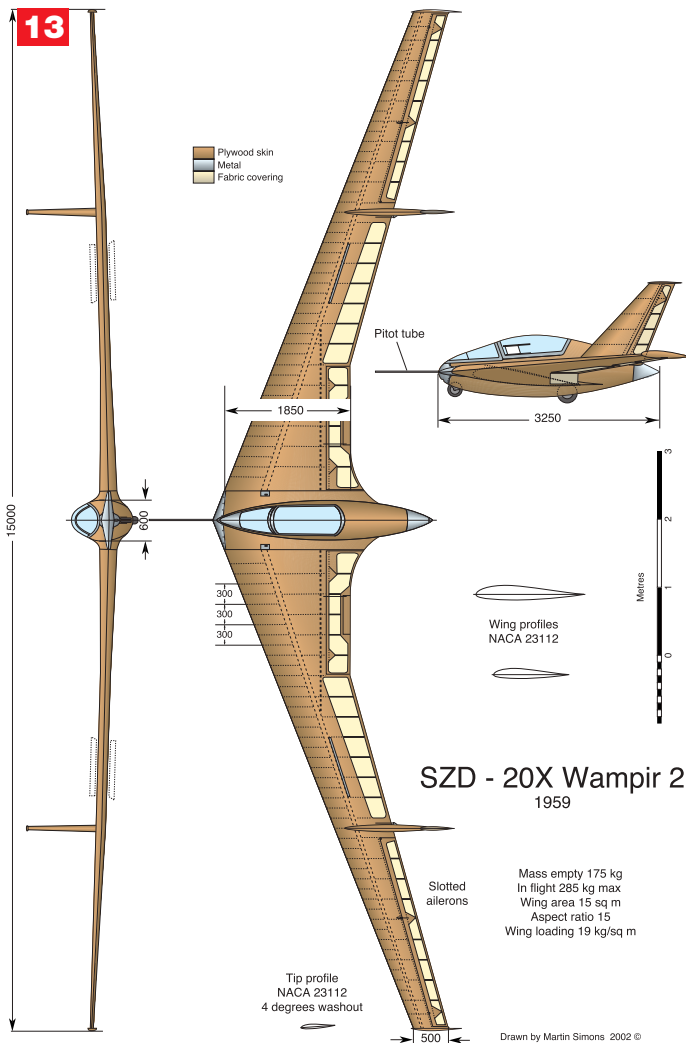 13
Plywood skin
Metal
Fabric covering
Pitot tube
1850
3250
15000
600
300
300
300
3
2
1
0
Metres
Wing profiles
NACA 23112
SZD - 20X Wampir 2
1959
Slotted
ailerons
Mass empty 175 kg
In flight 285 kg max
Wing area 15 sq m
Aspect ratio 15
Wing loading 19 kg/sq m
Tip profile
NACA 23112
4 degrees washout
500
Drawn by Martin Simons 2002 ©